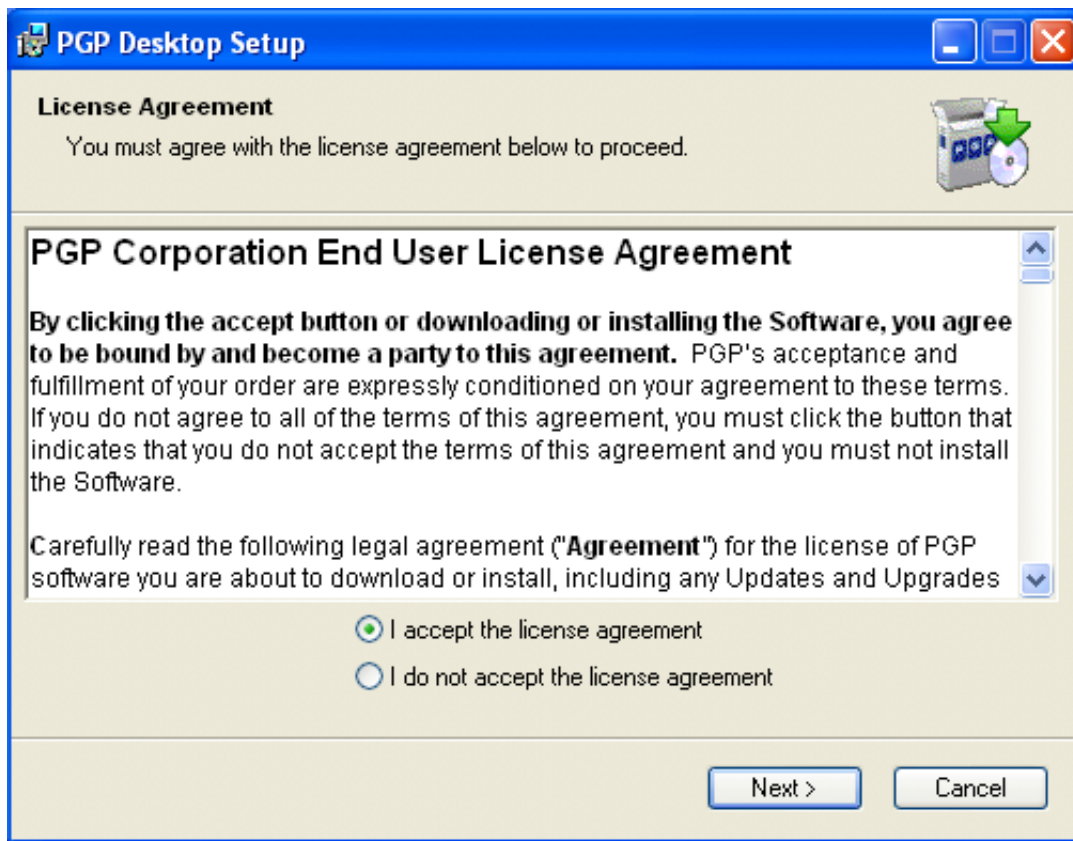 PGP Desktop Setup
License Agreement
You must agree with the license agreement below to proceed.
PGP Corporation End User License Agreement
By clicking the accept button or downloading or installing the Software, you agree
to be bound by and become a party to this agreement.  PGP's acceptance and
fulfillment of your order are expressly conditioned on your agreement to these terms.
If you do not agree to all of the terms of this agreement, you must click the button that
indicates that you do not accept the terms of this agreement and you must not install
the Software.
Carefully read the following legal agreement ("Agreement") for the license of PGP
software you are about to download or install, including any Updates and Upgrades
I accept the license agreement
I do not accept the license agreement
Next >
Cancel